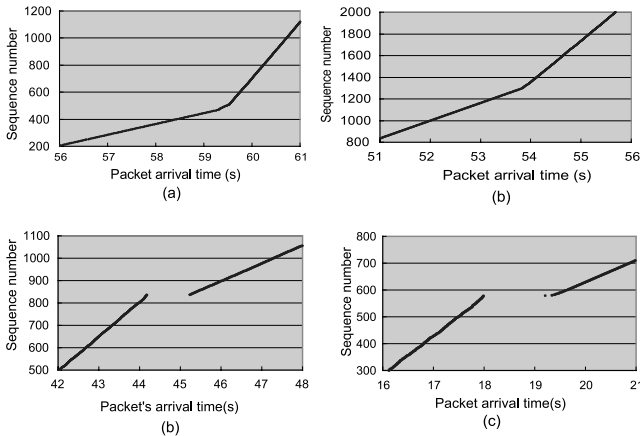 1200
1000
800
600
400
200
56 57 58 59 60 61
Sequence number
Packet arrival time (s)
(a)
2000
1800
1600
1400
1200
1000
800
51 52 53 54 55 56
Sequence number
Packet arrival time (s)
(b)
1100
1000
900
800
700
600
500
42 43 44 45 46 47 48
Sequence number
Packet's arrival time(s)
(b)
800
700
600
500
400
300
16 17 18 19 20 21
Sequence number
Packet arrival time(s)
(c)